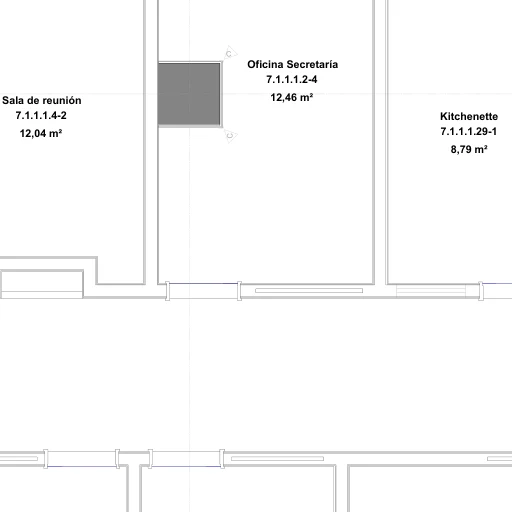 Oficina Secretaría
7.1.1.1.2-4
12,46 m²
Sala de reunión
7.1.1.1.4-2
12,04 m²
Kitchenette
7.1.1.1.29-1
8,79 m²